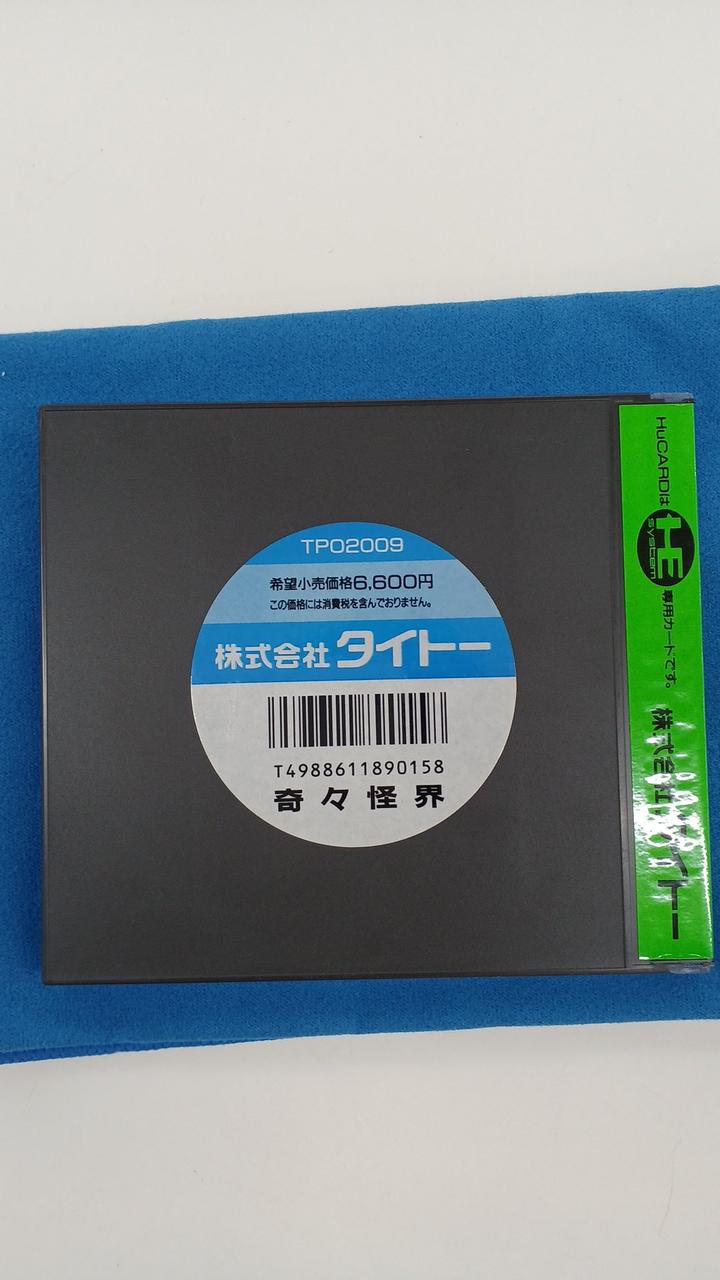 TP02009
希望小売価格6,600円
この価格には消費税を含んでおりません。
株式会社 タイトー
T4988611890158
奇々怪界
HuCARDは HE system 専用カードです。 株式会社 タイトー